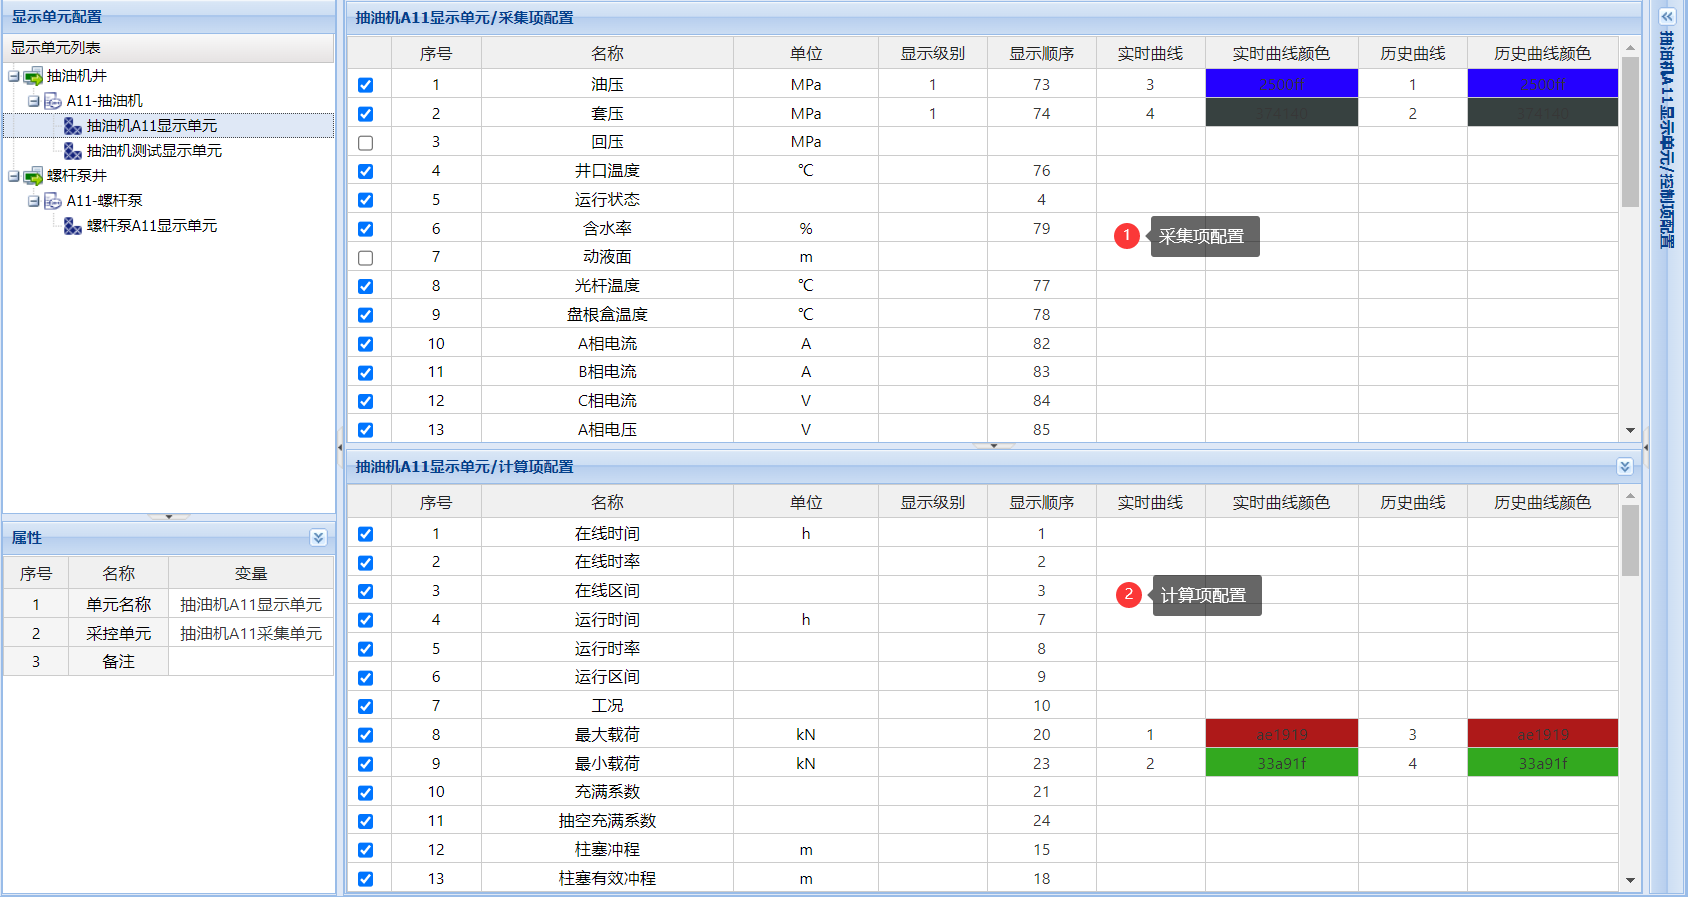 显示单元配置
显示单元列表
抽油机井
A11-抽油机
抽油机A11显示单元
抽油机测试显示单元
螺杆泵井
A11-螺杆泵
螺杆泵A11显示单元
属性
序号 名称 变量
1 单元名称 抽油机A11显示单元
2 采控单元 抽油机A11采集单元
3 备注
抽油机A11显示单元/采集项配置
序号 名称 单位 显示级别 显示顺序 实时曲线 实时曲线颜色 历史曲线 历史曲线颜色
1 油压 MPa 1 73 3 2500ff 1 2500ff
2 套压 MPa 1 74 4 374140 2 374140
3 回压 MPa
4 井口温度 ℃ 76
5 运行状态 4
6 含水率 % 79
7 动液面 m
8 光杆温度 ℃ 77
9 盘根盒温度 ℃ 78
10 A相电流 A 82
11 B相电流 A 83
12 C相电流 V 84
13 A相电压 V 85
1 采集项配置
抽油机A11显示单元/计算项配置
序号 名称 单位 显示级别 显示顺序 实时曲线 实时曲线颜色 历史曲线 历史曲线颜色
1 在线时间 h 1
2 在线时率 2
3 在线区间 3
4 运行时间 h 7
5 运行时率 8
6 运行区间 9
7 工况 10
8 最大载荷 kN 20 1 ae1919 3 ae1919
9 最小载荷 kN 23 2 33a91f 4 33a91f
10 充满系数 21
11 抽空充满系数 24
12 柱塞冲程 m 15
13 柱塞有效冲程 m 18
2 计算项配置
抽油机A11显示单元/控制项配置